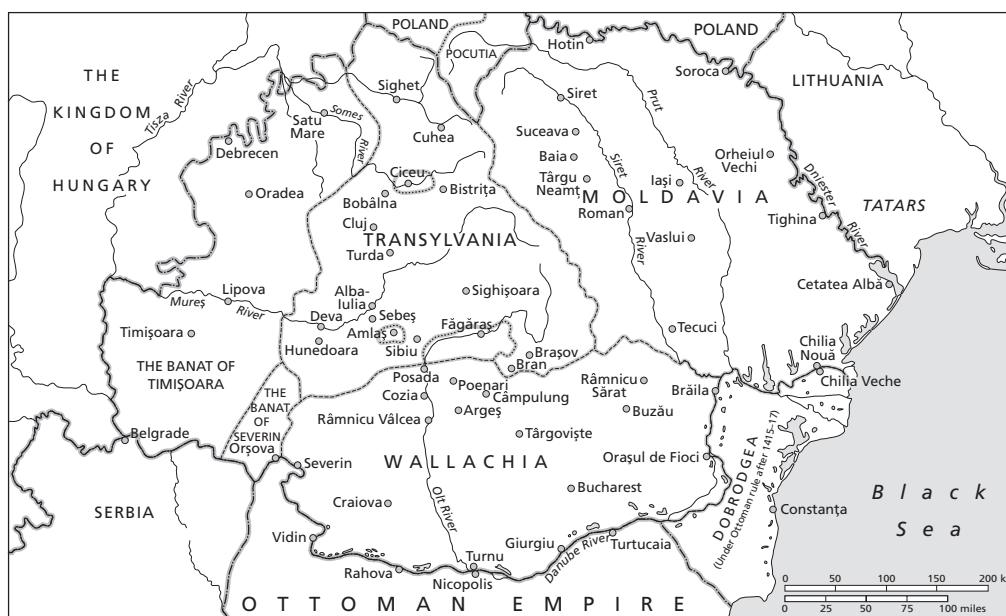 POLAND
POCUTIA
POLAND
LITHUANIA
THE
KINGDOM
OF
HUNGARY
Tisza River
Hotin
Soroca
Sighet
Siret
Prut
River
Satu
Mare
Someș
River
Cuhea
Suceava
Debrecen
Baia
Orheiul
Vechi
Ciceu
Oradea
Bobâlna
Bistrița
Târgu
Neamț
Siret
River
Iași
MOLDAVIA
Dniester
River
TATARS
Cluj
Roman
Tighina
TRANSYLVANIA
Turda
Vaslui
Alba-
Iulia
Sighișoara
Cetatea Albă
Lipova
Mureș
River
Deva
Sebeș
Amlaș
Făgăraș
Tecuci
Timișoara
Hunedoara
Sibiu
Brașov
Bran
Chilia
Nouă
Chilia Veche
THE BANAT OF
TIMIȘOARA
THE
BANAT
OF
SEVERIN
Posada
Poenari
Râmnicu
Sărat
Brăila
Cozia
Câmpulung
Argeș
Buzău
Râmnicu Vâlcea
Târgoviște
Belgrade
Orșova
Severin
WALLACHIA
Orașul de Fioci
DOBRODGEA
(Under Ottoman rule after 1415–17)
Black
Sea
SERBIA
Craiova
Olt River
Bucharest
Constanța
Vidin
Giurgiu
Danube River
Turtucaia
Rahova
Turnu
Nicopolis
OTTOMAN EMPIRE
0 50 100 150 200 k
0 25 50 75 100 miles